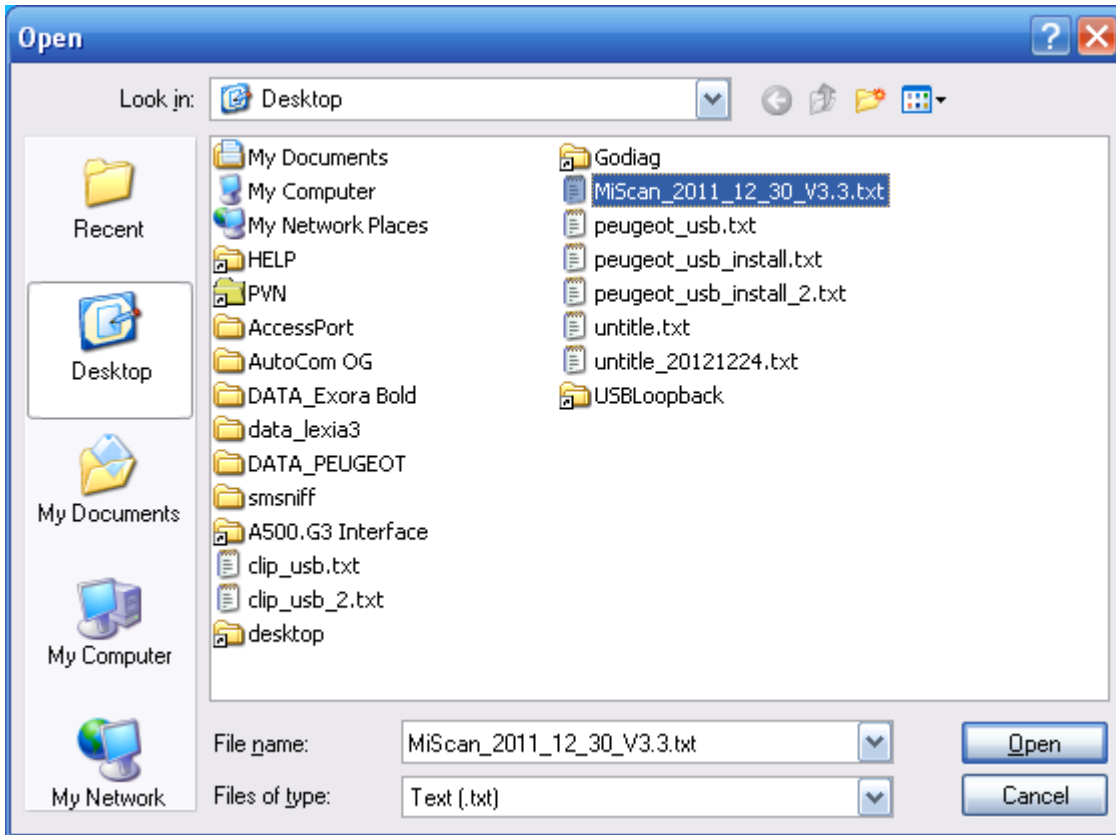 Open
Look in:
Desktop
Recent
Desktop
My Documents
My Computer
My Network
My Documents
My Computer
My Network Places
HELP
PVN
AccessPort
AutoCom OG
DATA_Exora Bold
data_lexia3
DATA_PEUGEOT
smsniff
A500.G3 Interface
clip_usb.txt
clip_usb_2.txt
desktop
Godiag
MiScan_2011_12_30_V3.3.txt
peugeot_usb.txt
peugeot_usb_install.txt
peugeot_usb_install_2.txt
untitle.txt
untitle_20121224.txt
USBLoopback
File name:
MiScan_2011_12_30_V3.3.txt
Open
Files of type:
Text (.txt)
Cancel